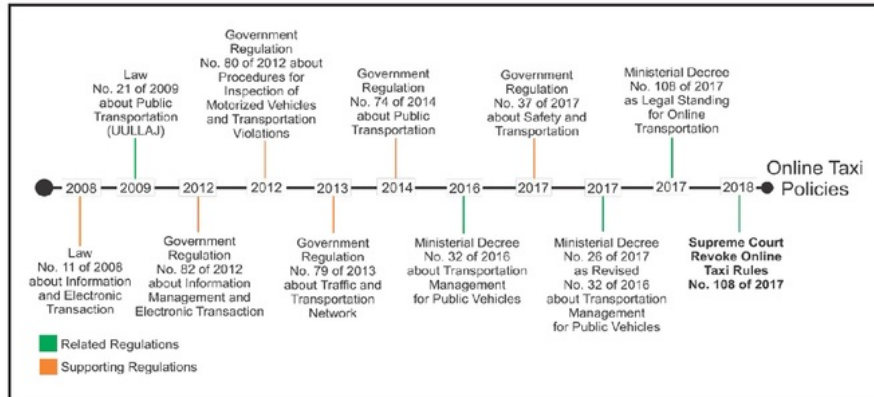 Government
Regulation
No. 80 of 2012 about
Procedures for
Inspection of
Motorized Vehicles
and Transportation
Violations
Law
No. 21 of 2009
about Public
Transportation
(UULLAJ)
Government
Regulation
No. 74 of 2014
about Public
Transportation
Government
Regulation
No. 37 of 2017
about Safety and
Transportation
Ministerial Decree
No. 108 of 2017
as Legal Standing
for Online
Transportation
2008
2009
2012
2012
2013
2014
2016
2017
2017
2017
2018
Online Taxi
Policies
Law
No. 11 of 2008
about Information
and Electronic
Transaction
Government
Regulation
No. 82 of 2012
about Information
Management and
Electronic Transaction
Government
Regulation
No. 79 of 2013
about Traffic and
Transportation
Network
Ministerial Decree
No. 32 of 2016
about Transportation
Management
for Public Vehicles
Ministerial Decree
No. 26 of 2017
as Revised
No. 32 of 2016
about Transportation
Management
for Public Vehicles
Supreme Court
Revoke Online
Taxi Rules
No. 108 of 2017
Related Regulations
Supporting Regulations